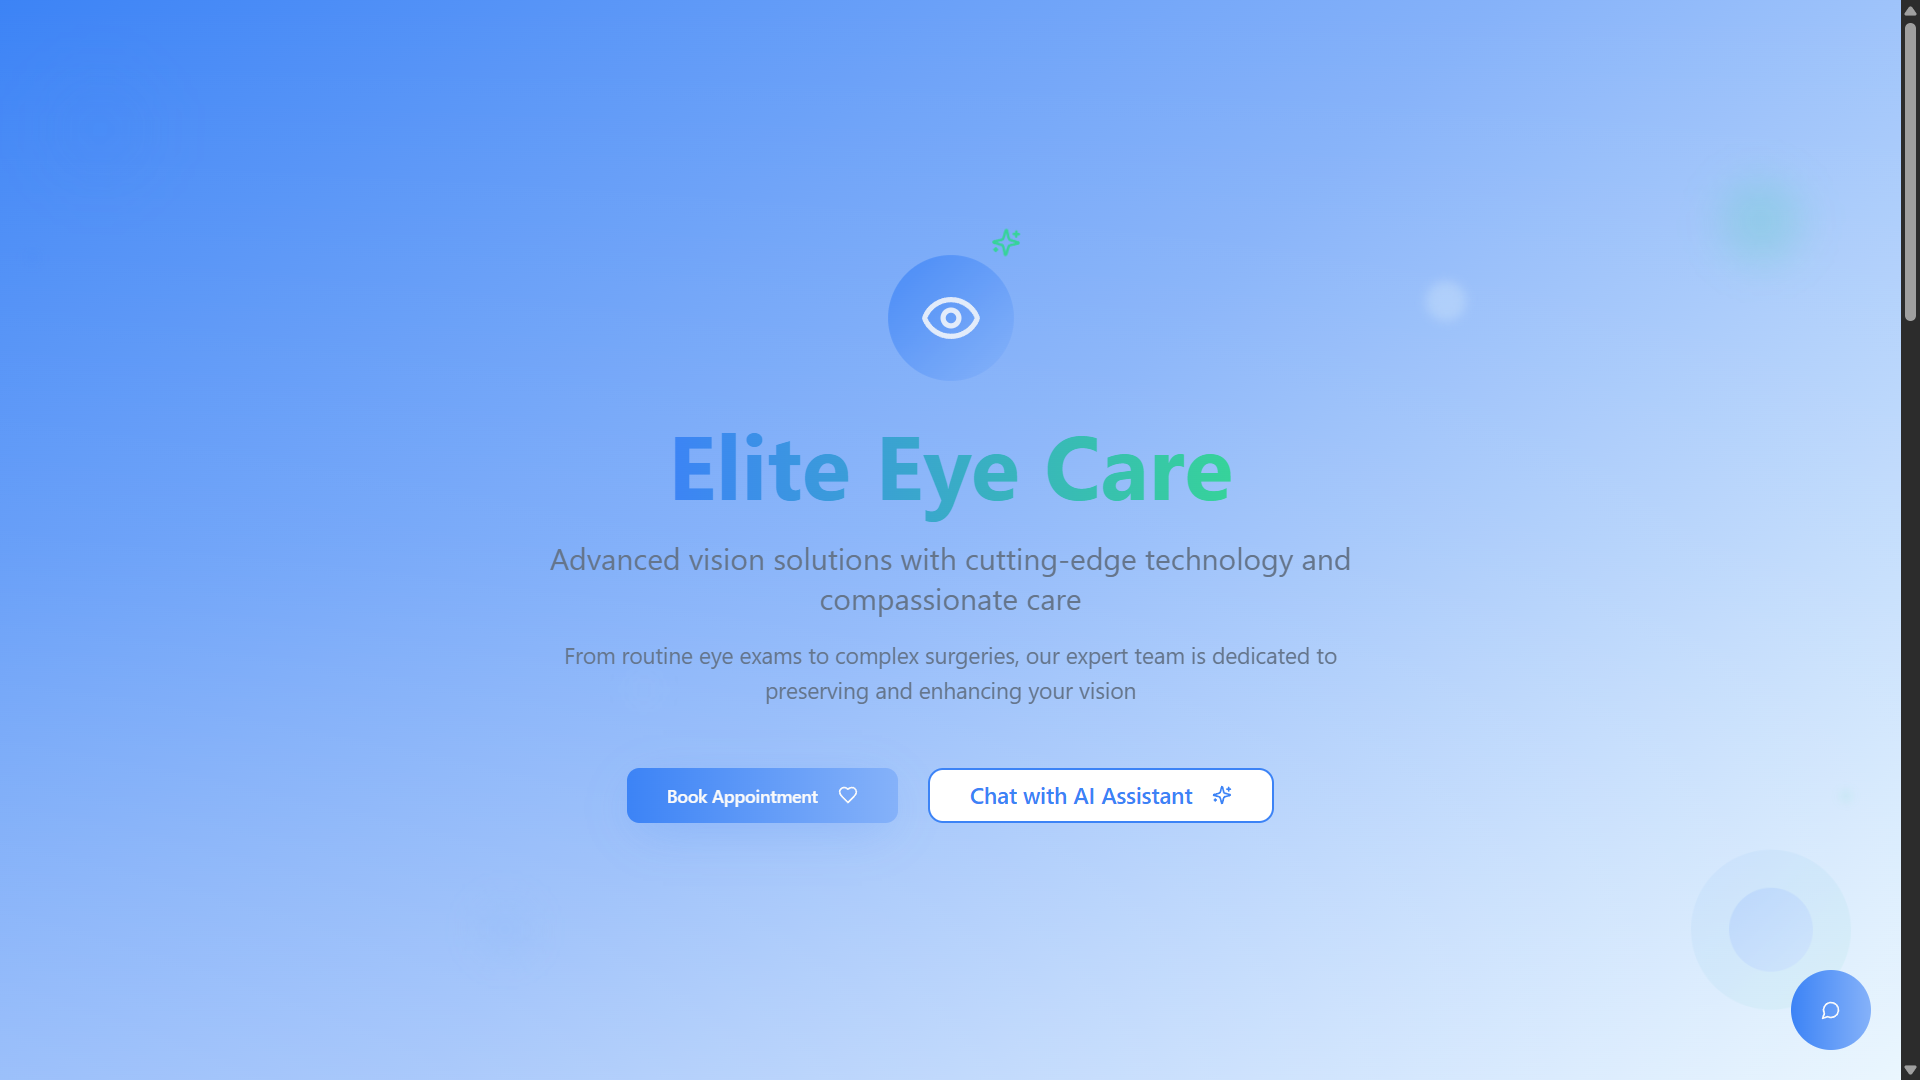 Elite Eye Care
Advanced vision solutions with cutting-edge technology and
compassionate care
From routine eye exams to complex surgeries, our expert team is dedicated to
preserving and enhancing your vision
Book Appointment
Chat with AI Assistant